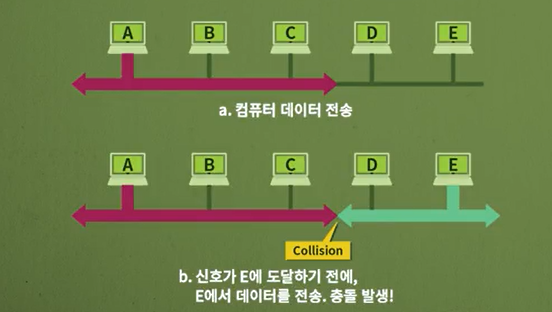 A B C D E
a. 컴퓨터 데이터 전송
A B C D E
Collision
b. 신호가 E에 도달하기 전에,
E에서 데이터를 전송. 충돌 발생!